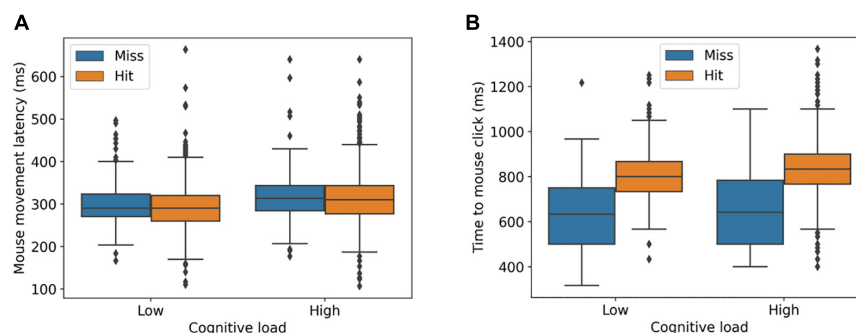 A
Mouse movement latency (ms)
600
500
400
300
200
100
Miss
Hit
Low
High
Cognitive load
B
Time to mouse click (ms)
1400
1200
1000
800
600
400
Miss
Hit
Low
High
Cognitive load